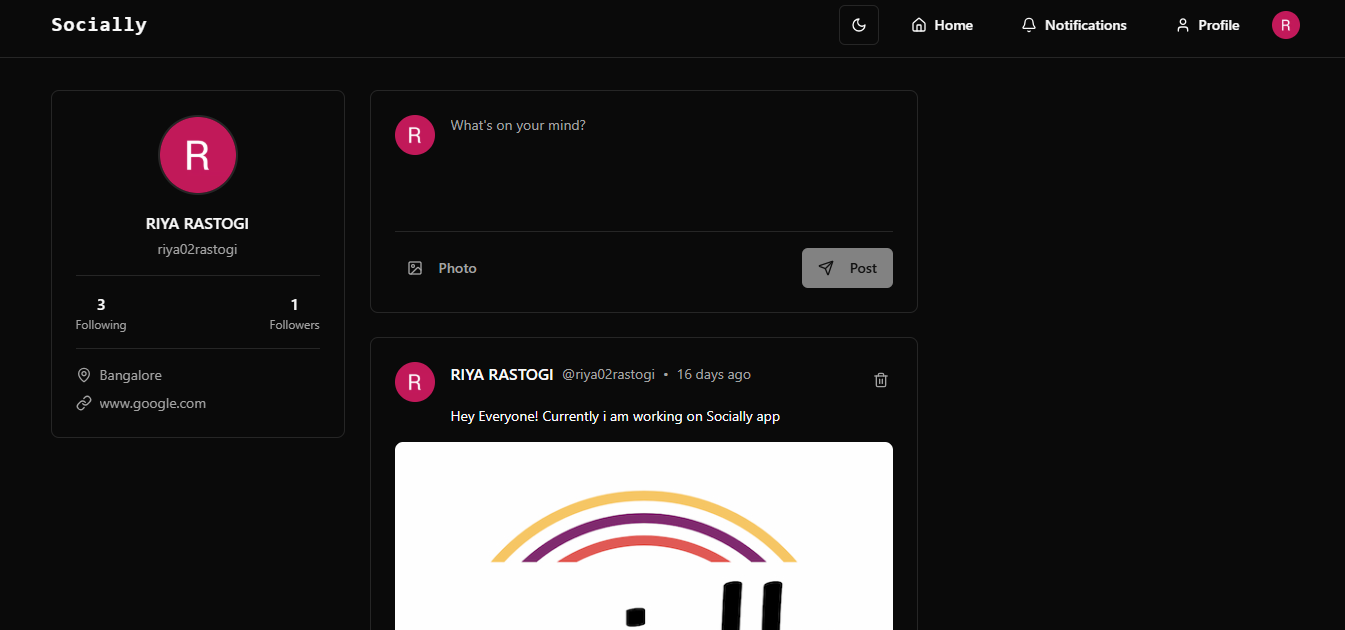 Socially
Home
Notifications
Profile
R
R
RIYA RASTOGI
riya02rastogi
3
Following
1
Followers
Bangalore
www.google.com
R
What's on your mind?
Photo
Post
R
RIYA RASTOGI @riya02rastogi • 16 days ago
Hey Everyone! Currently i am working on Socially app